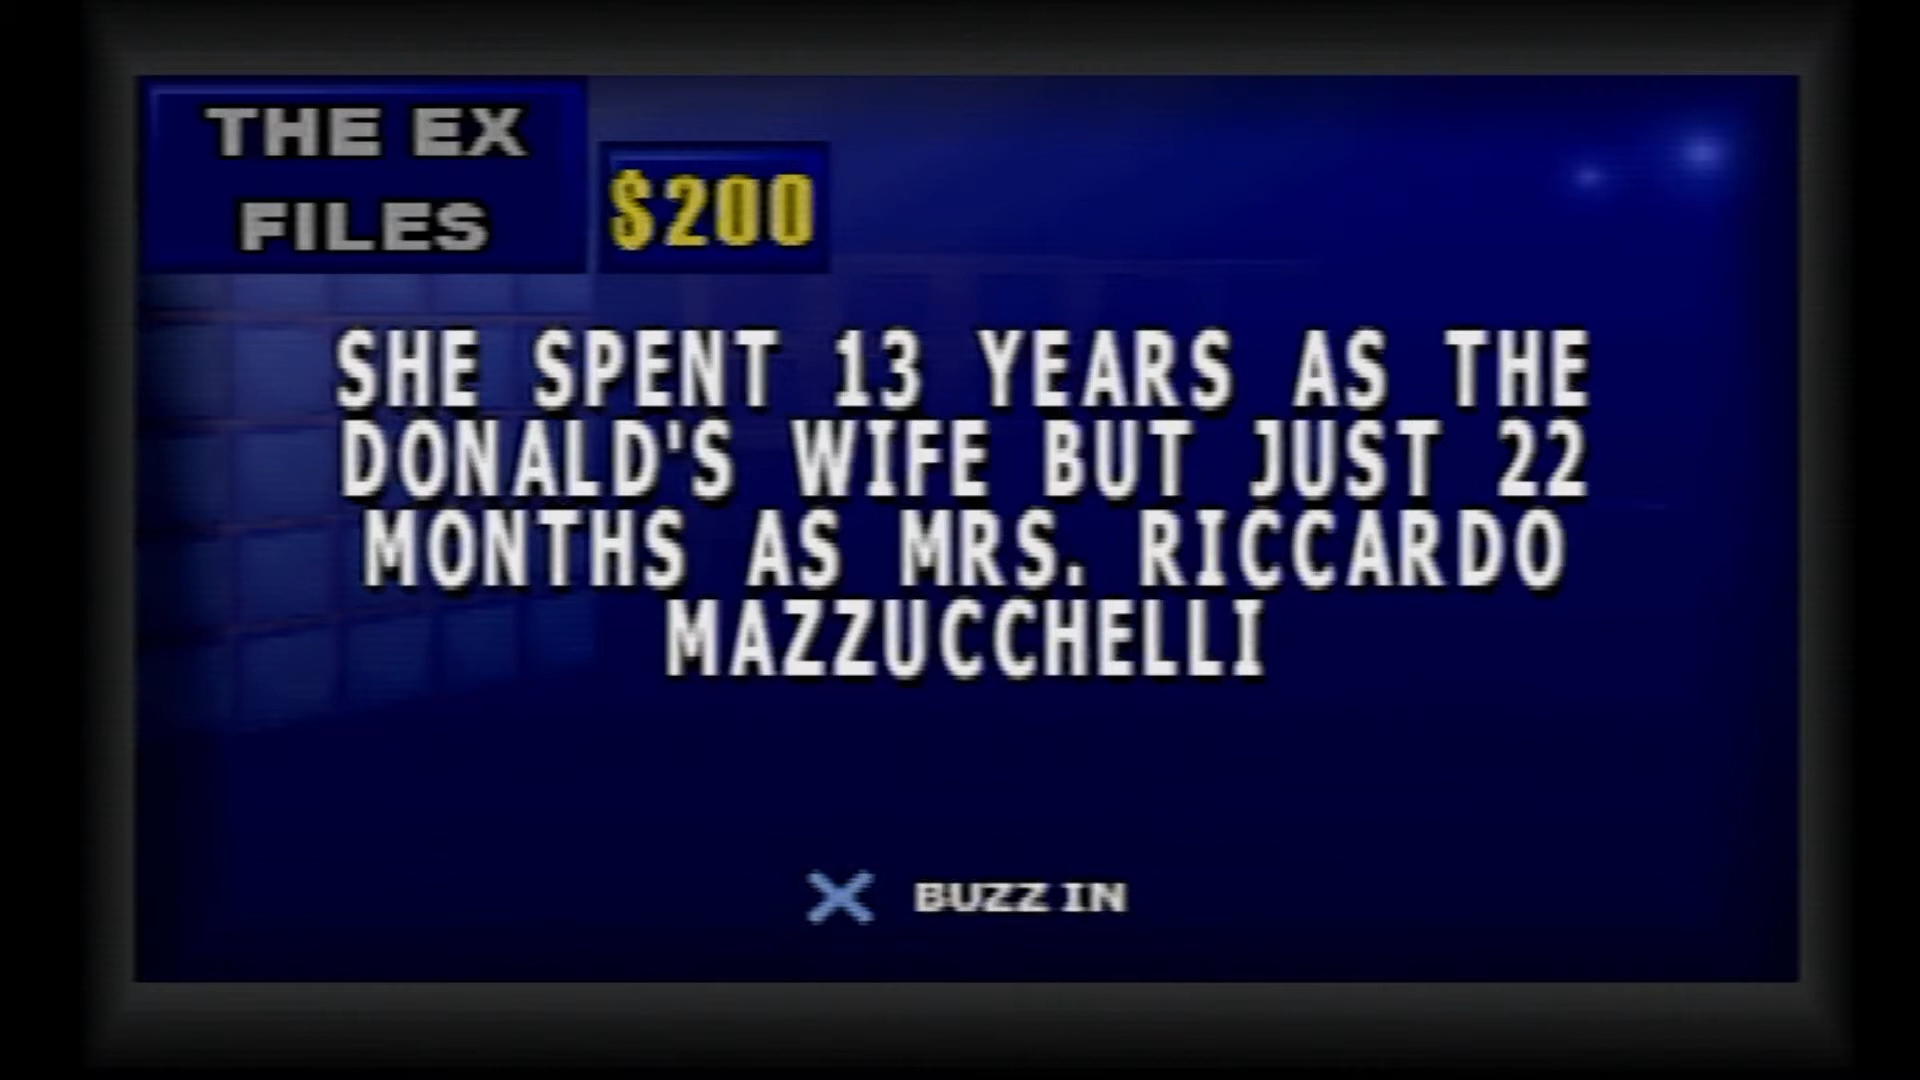 THE EX
FILES
$200
SHE SPENT 13 YEARS AS THE
DONALD'S WIFE BUT JUST 22
MONTHS AS MRS. RICCARDO
MAZZUCCHELLI
BUZZ IN